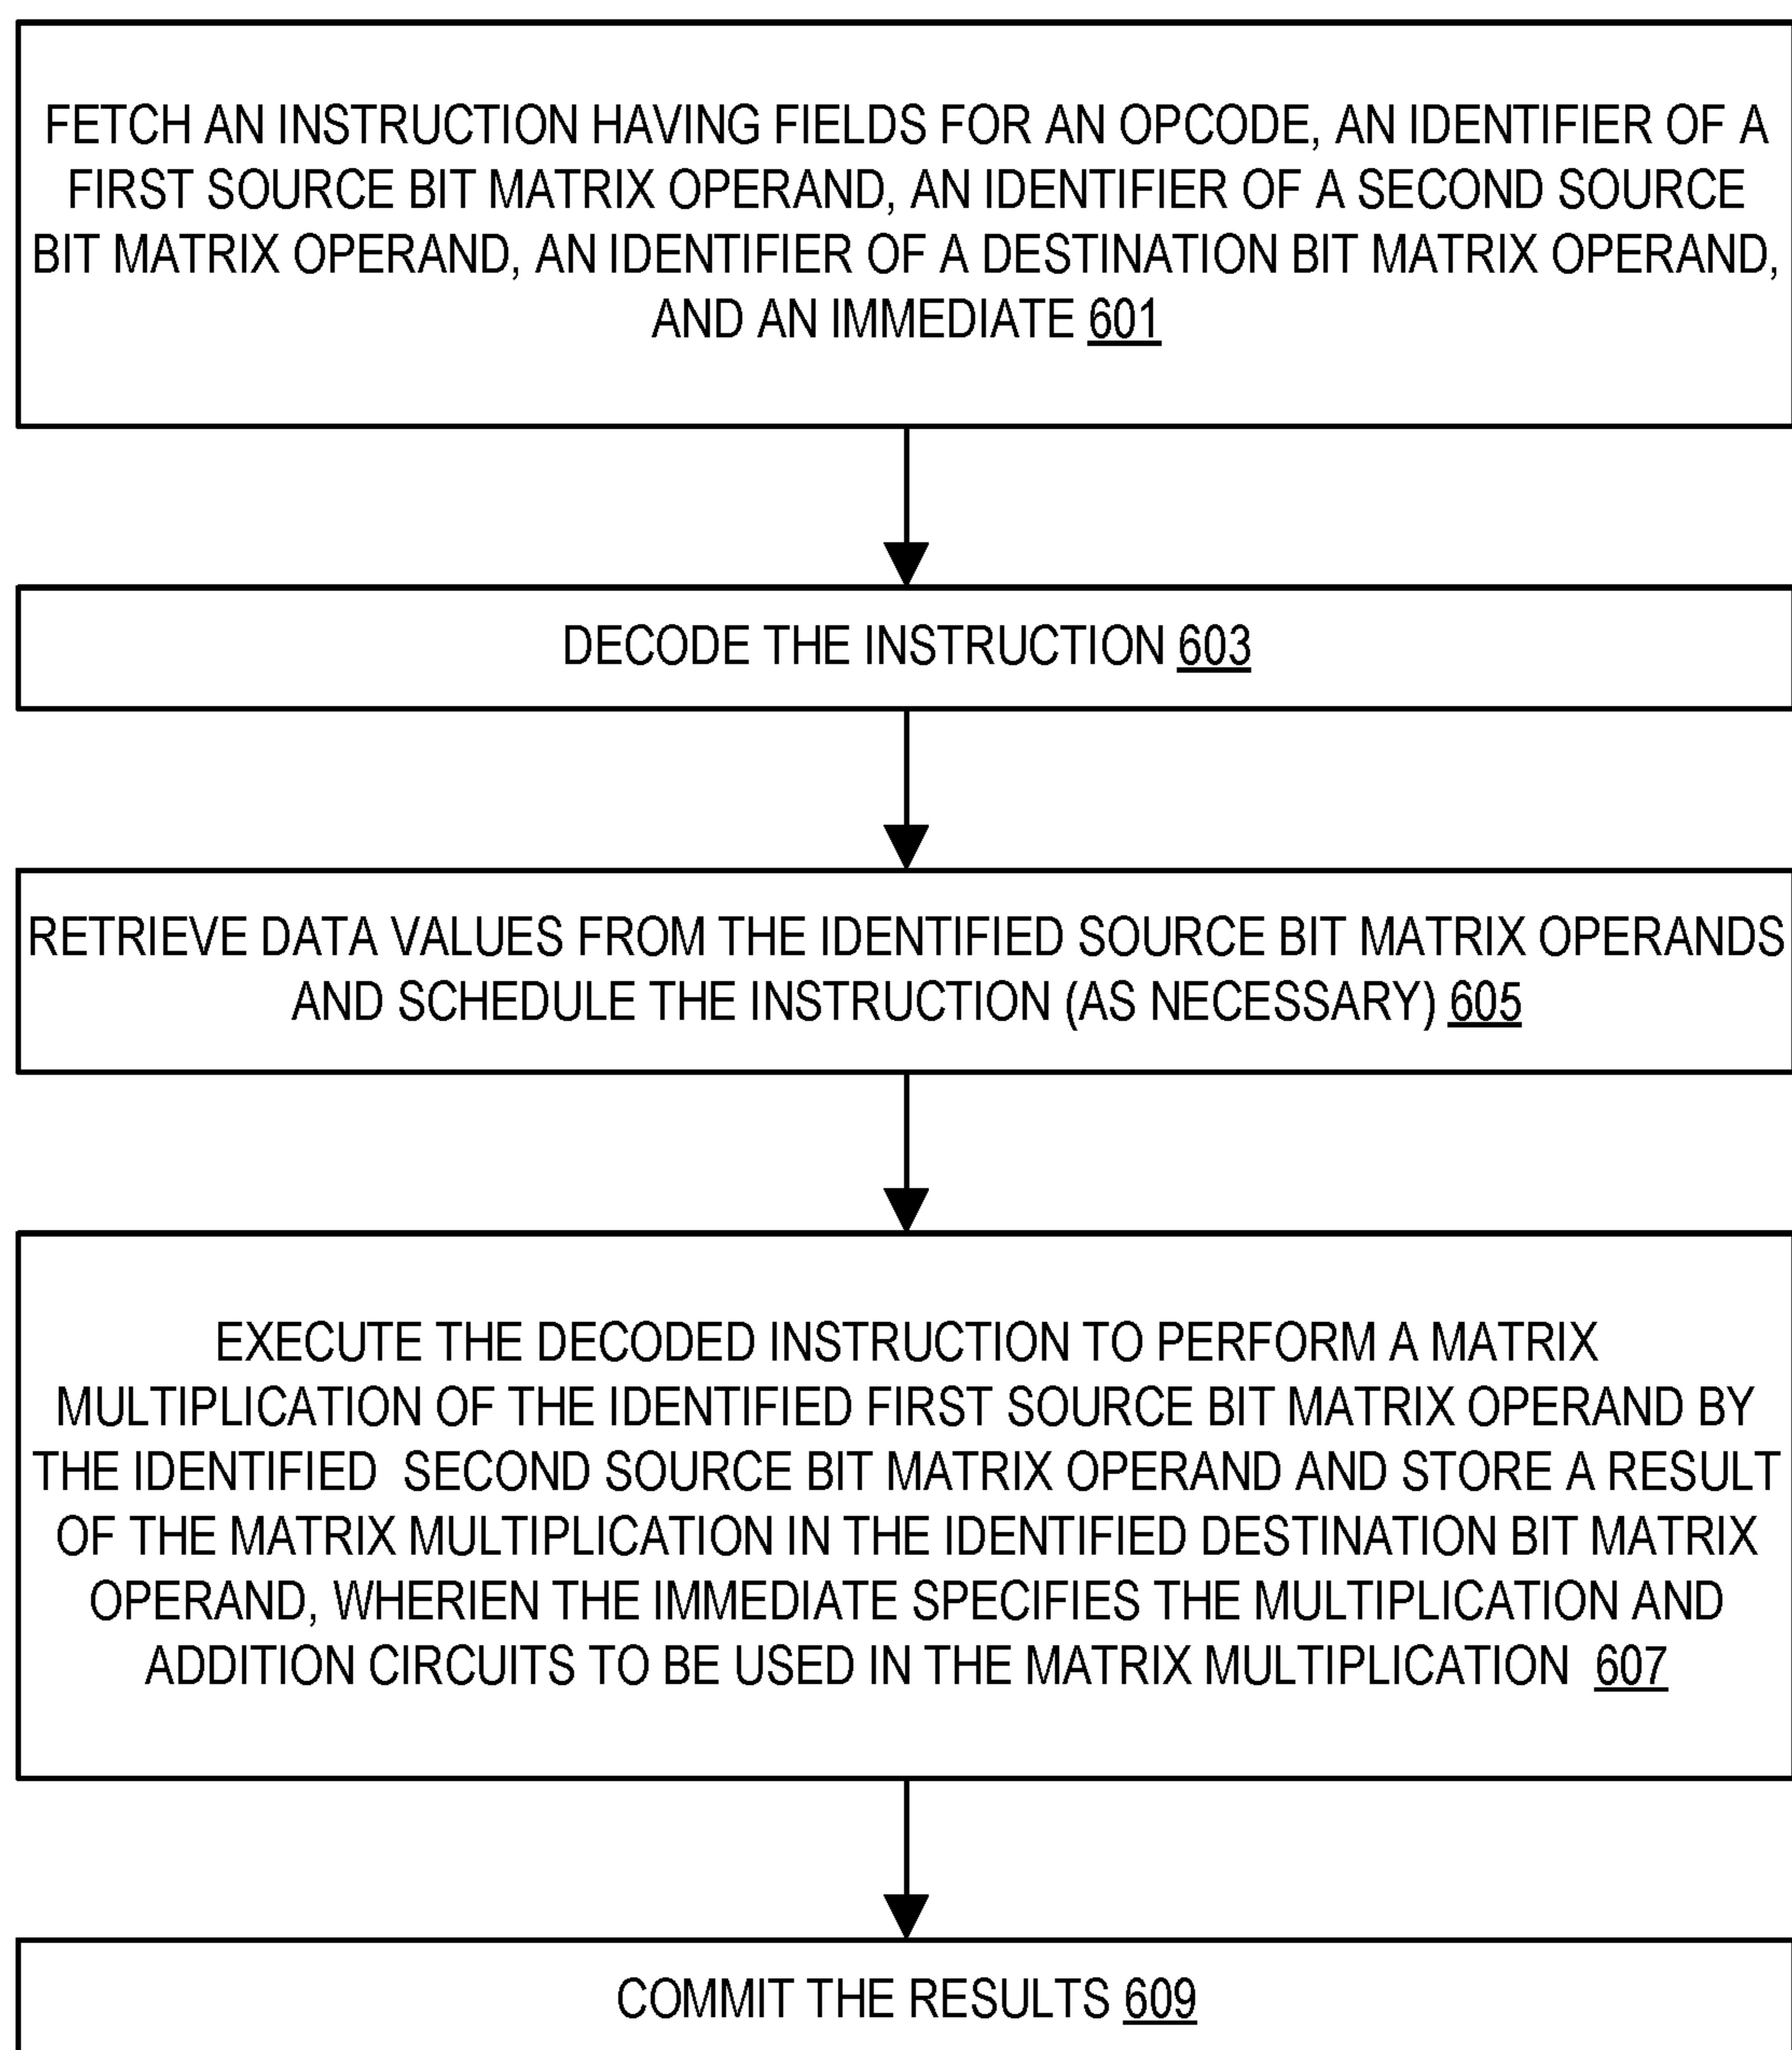 FETCH AN INSTRUCTION HAVING FIELDS FOR AN OPCODE, AN IDENTIFIER OF A
FIRST SOURCE BIT MATRIX OPERAND, AN IDENTIFIER OF A SECOND SOURCE
BIT MATRIX OPERAND, AN IDENTIFIER OF A DESTINATION BIT MATRIX OPERAND,
AND AN IMMEDIATE 601
DECODE THE INSTRUCTION 603
RETRIEVE DATA VALUES FROM THE IDENTIFIED SOURCE BIT MATRIX OPERANDS
AND SCHEDULE THE INSTRUCTION (AS NECESSARY) 605
EXECUTE THE DECODED INSTRUCTION TO PERFORM A MATRIX
MULTIPLICATION OF THE IDENTIFIED FIRST SOURCE BIT MATRIX OPERAND BY
THE IDENTIFIED SECOND SOURCE BIT MATRIX OPERAND AND STORE A RESULT
OF THE MATRIX MULTIPLICATION IN THE IDENTIFIED DESTINATION BIT MATRIX
OPERAND, WHERIEN THE IMMEDIATE SPECIFIES THE MULTIPLICATION AND
ADDITION CIRCUITS TO BE USED IN THE MATRIX MULTIPLICATION 607
COMMIT THE RESULTS 609